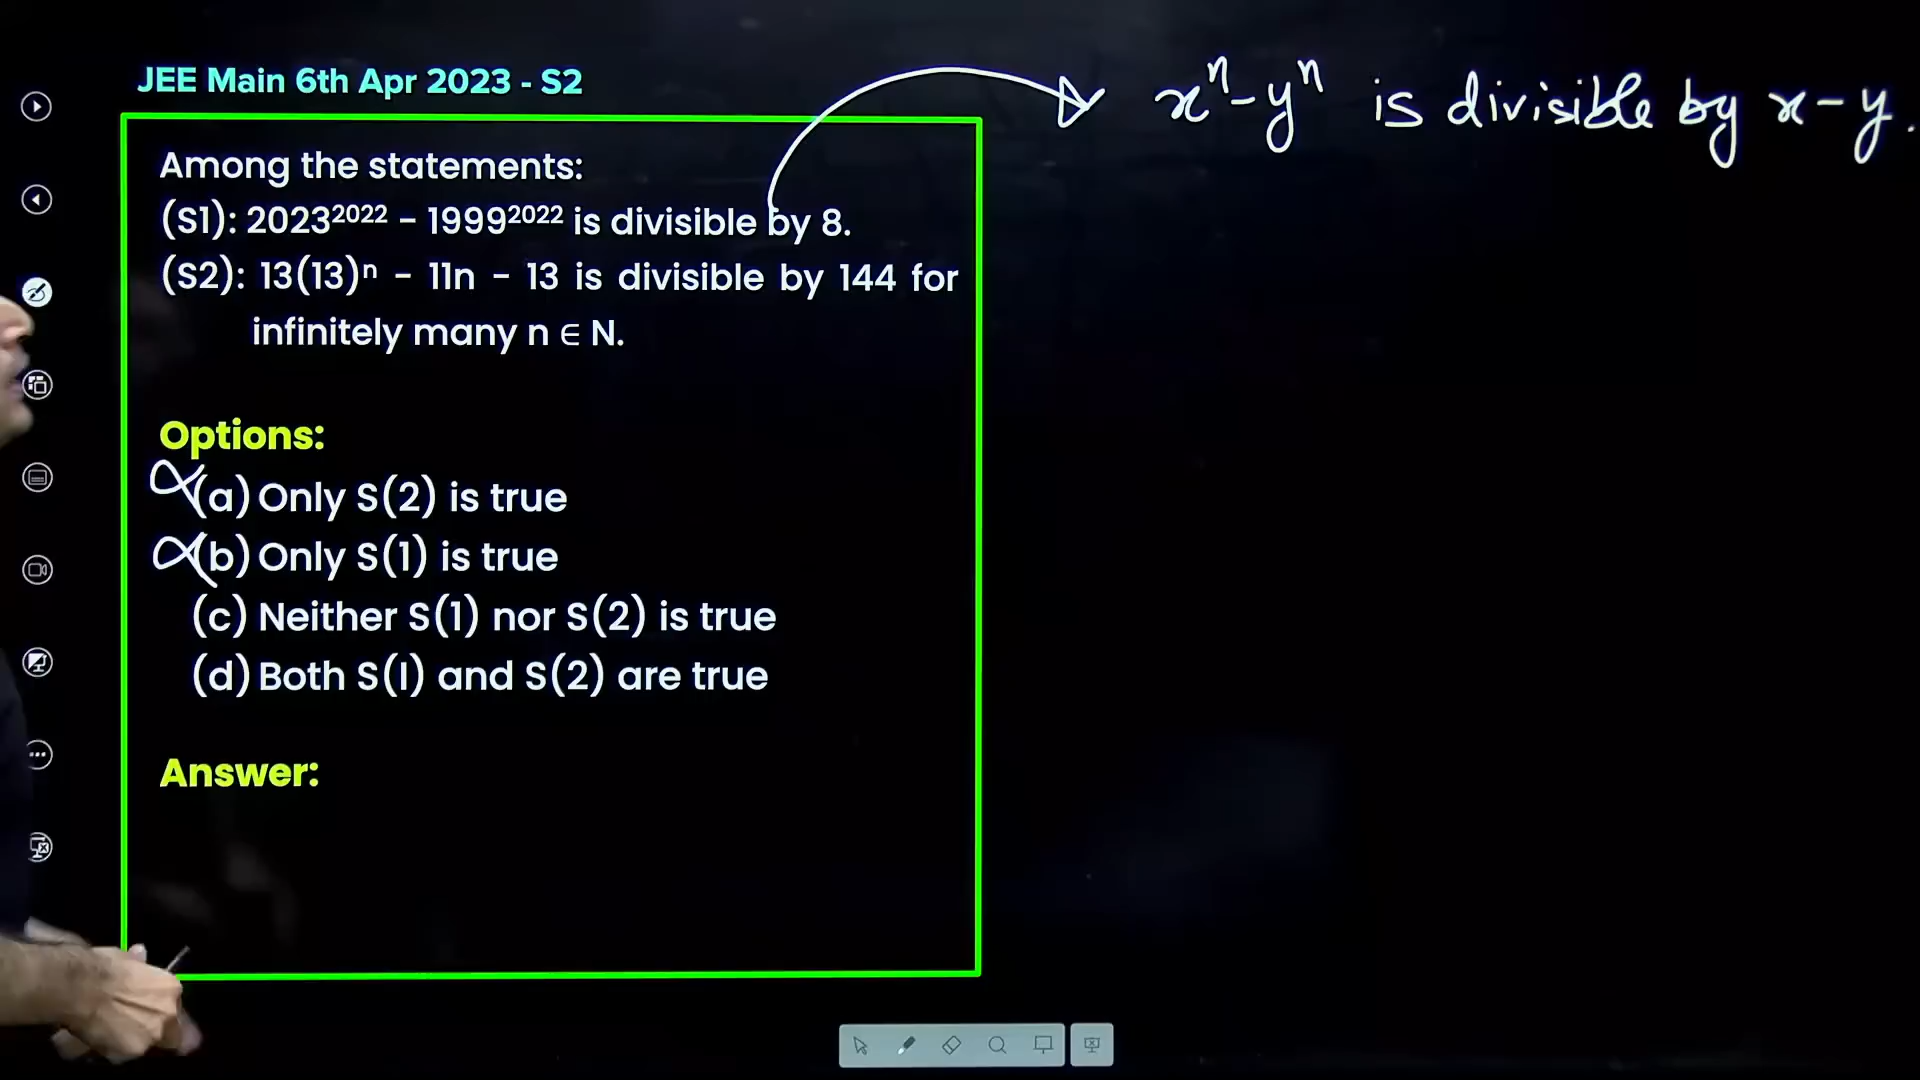 JEE Main 6th Apr 2023 - S2
xⁿ - yⁿ is divisible by x - y.
Among the statements:
(S1): 2023²⁰²² - 1999²⁰²² is divisible by 8.
(S2): 13(13)ⁿ - 11n - 13 is divisible by 144 for
infinitely many n ∈ N.
Options:
(a) Only S(2) is true
(b) Only S(1) is true
(c) Neither S(1) nor S(2) is true
(d) Both S(I) and S(2) are true
Answer: